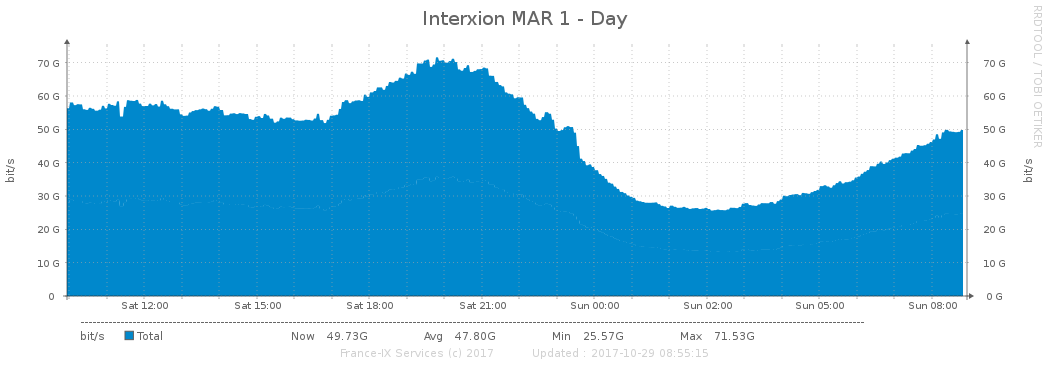 Interxion MAR 1 - Day
RRDTOOL / TOBI OETIKER
bit/s
70 G 70 G
60 G 60 G
50 G 50 G
40 G 40 G
30 G 30 G
20 G 20 G
10 G 10 G
0 0 G
bit/s
Sat 12:00 Sat 15:00 Sat 18:00 Sat 21:00 Sun 00:00 Sun 02:00 Sun 05:00 Sun 08:00
bit/s Total Now 49.73G Avg 47.80G Min 25.57G Max 71.53G
France-IX Services (c) 2017 Updated : 2017-10-29 08:55:15